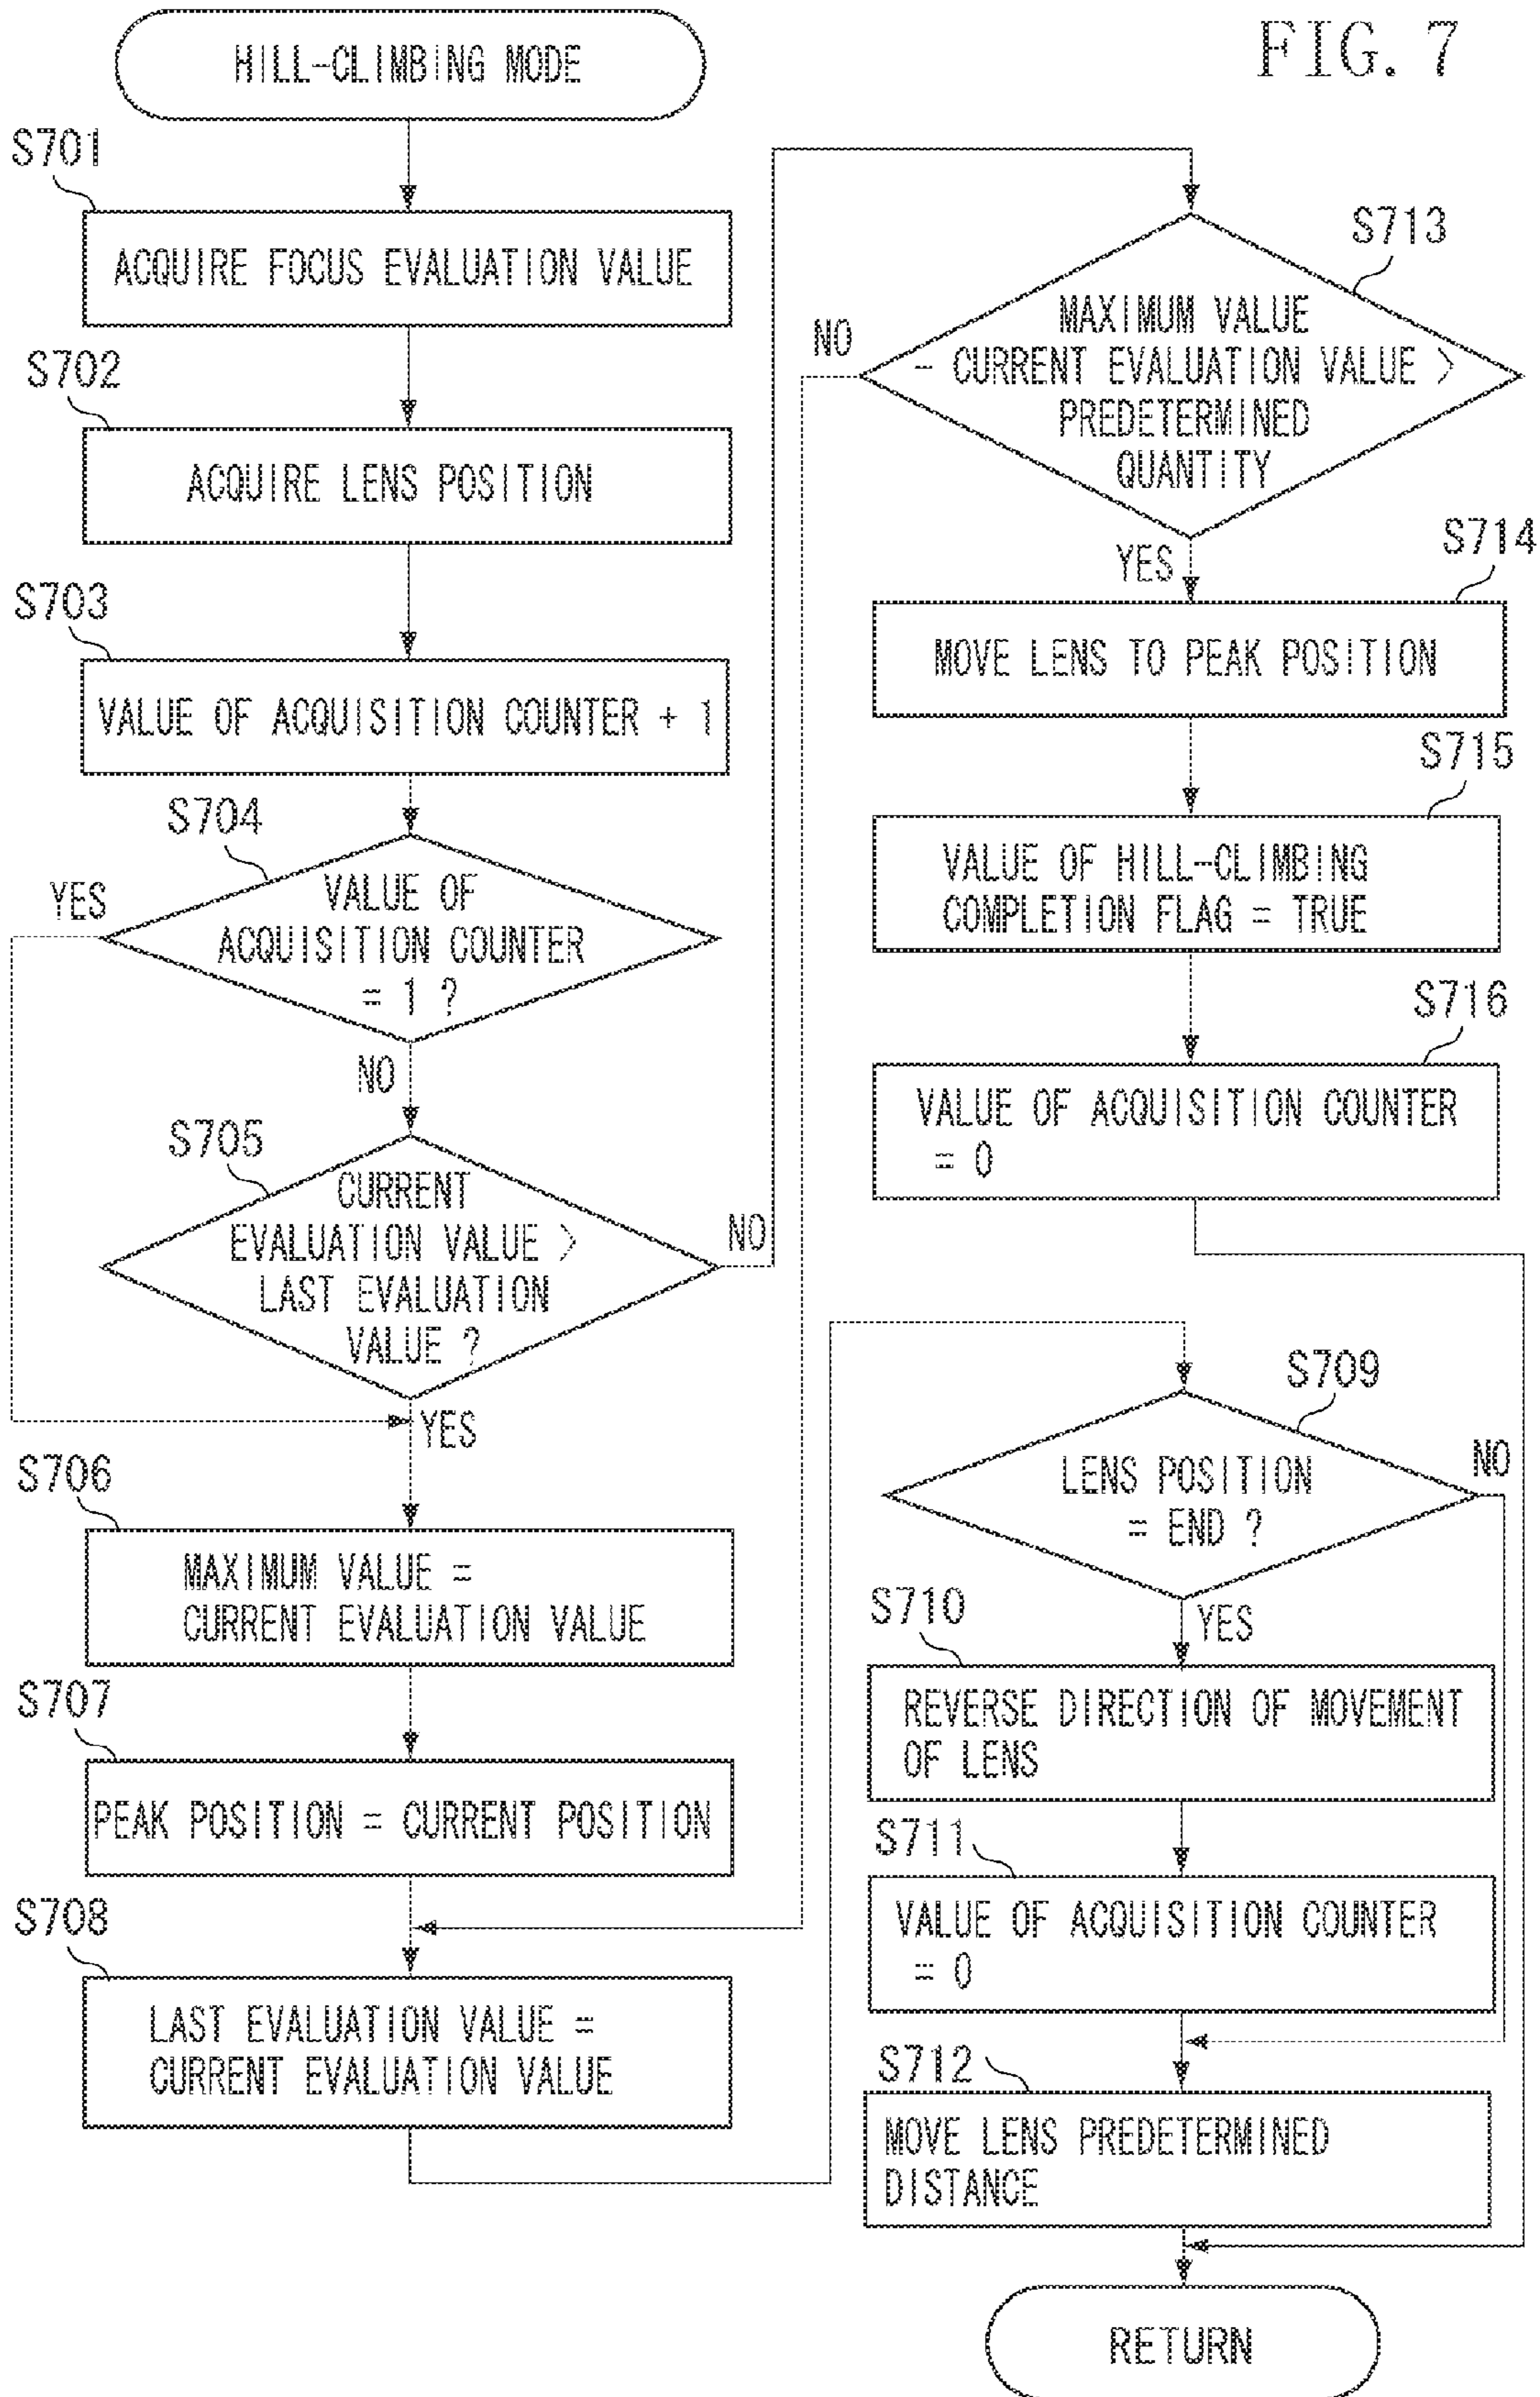 FIG. 7
HILL-CLIMBING MODE
S701
ACQUIRE FOCUS EVALUATION VALUE
S702
ACQUIRE LENS POSITION
S703
VALUE OF ACQUISITION COUNTER + 1
S704
VALUE OF
ACQUISITION COUNTER
= 1 ?
YES
NO
S705
CURRENT
EVALUATION VALUE >
LAST EVALUATION
VALUE ?
NO
YES
S706
MAXIMUM VALUE =
CURRENT EVALUATION VALUE
S707
PEAK POSITION = CURRENT POSITION
S708
LAST EVALUATION VALUE =
CURRENT EVALUATION VALUE
S713
MAXIMUM VALUE
- CURRENT EVALUATION VALUE >
PREDETERMINED
QUANTITY
NO
YES
S714
MOVE LENS TO PEAK POSITION
S715
VALUE OF HILL-CLIMBING
COMPLETION FLAG = TRUE
S716
VALUE OF ACQUISITION COUNTER
= 0
S709
LENS POSITION
= END ?
NO
YES
S710
REVERSE DIRECTION OF MOVEMENT
OF LENS
S711
VALUE OF ACQUISITION COUNTER
= 0
S712
MOVE LENS PREDETERMINED
DISTANCE
RETURN